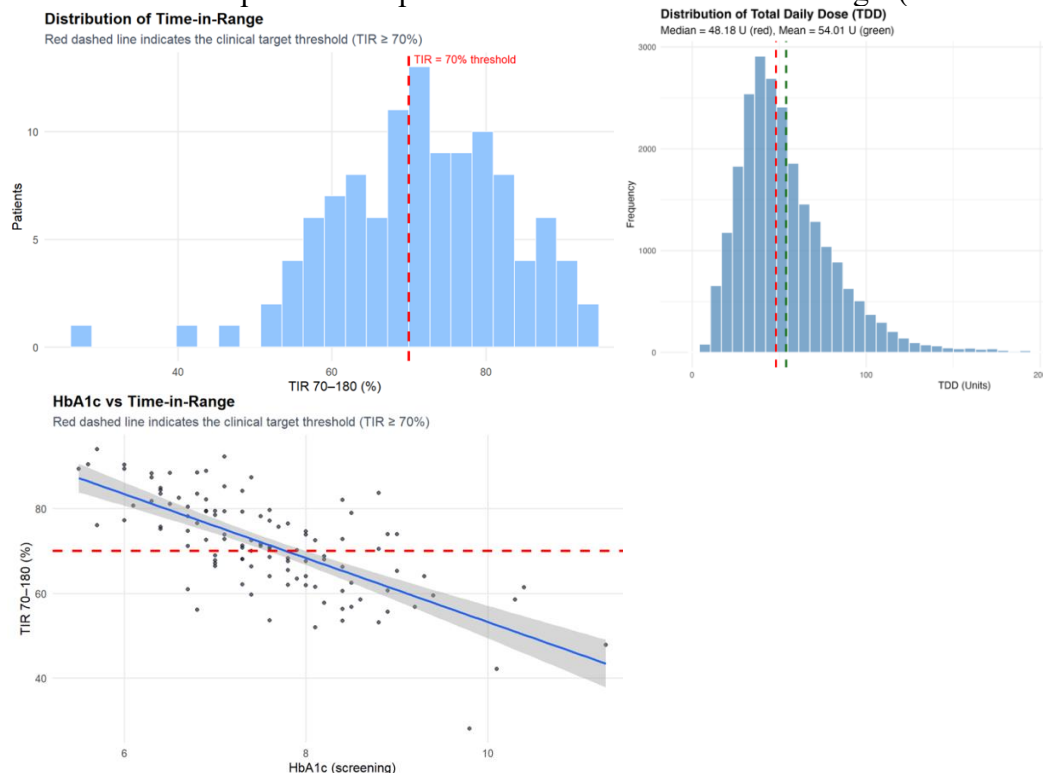 Distribution of Time-in-Range
Red dashed line indicates the clinical target threshold (TIR ≥ 70%)
TIR = 70% threshold
10
5
0
Patients
40
60
80
TIR 70–180 (%)
Distribution of Total Daily Dose (TDD)
Median = 48.18 U (red), Mean = 54.01 U (green)
3000
2000
1000
0
Frequency
0
100
20
TDD (Units)
HbA1c vs Time-in-Range
Red dashed line indicates the clinical target threshold (TIR ≥ 70%)
80
60
40
TIR 70–180 (%)
6
8
10
HbA1c (screening)